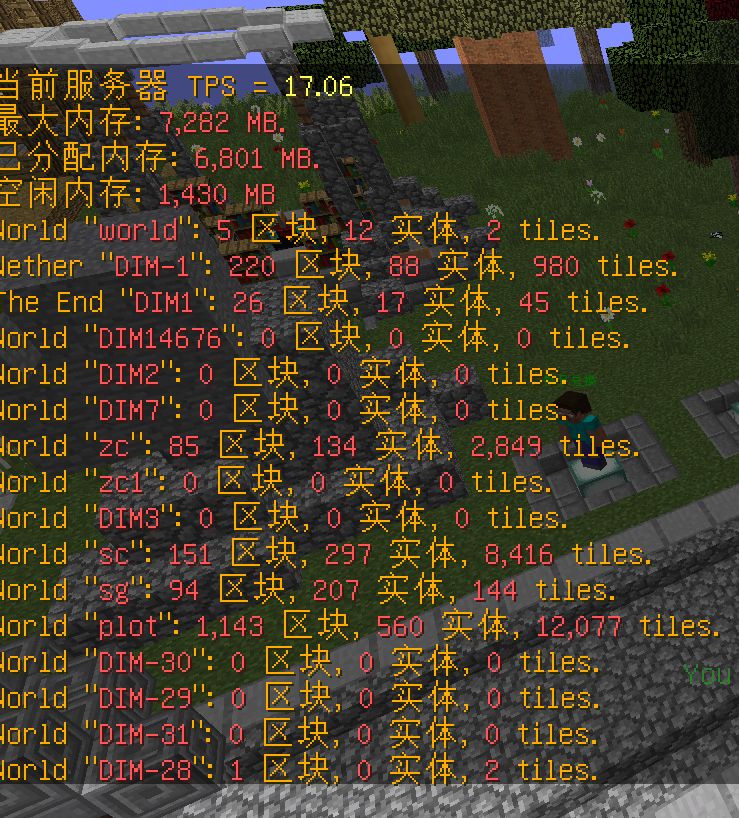 当前服务器 TPS = 17.06
最大内存: 7,282 MB.
已分配内存: 6,801 MB.
空闲内存: 1,430 MB
World "world": 5 区块, 12 实体, 2 tiles.
Nether "DIM-1": 220 区块, 88 实体, 980 tiles.
The End "DIM1": 26 区块, 17 实体, 45 tiles.
World "DIM14676": 0 区块, 0 实体, 0 tiles.
World "DIM2": 0 区块, 0 实体, 0 tiles.
World "DIM7": 0 区块, 0 实体, 0 tiles.
World "zc": 85 区块, 134 实体, 2,849 tiles.
World "zc1": 0 区块, 0 实体, 0 tiles.
World "DIM3": 0 区块, 0 实体, 0 tiles.
World "sc": 151 区块, 297 实体, 8,416 tiles.
World "sg": 94 区块, 207 实体, 144 tiles.
World "plot": 1,143 区块, 560 实体, 12,077 tiles.
World "DIM-30": 0 区块, 0 实体, 0 tiles.
You
World "DIM-29": 0 区块, 0 实体, 0 tiles.
World "DIM-31": 0 区块, 0 实体, 0 tiles.
World "DIM-28": 1 区块, 0 实体, 2 tiles.